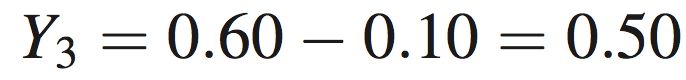 Y₃ = 0.60 − 0.10 = 0.50